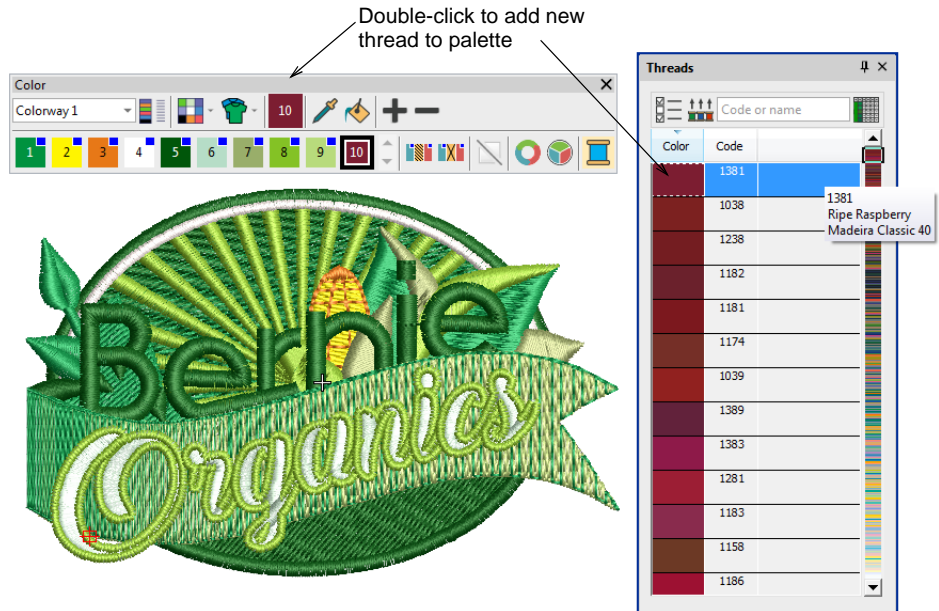 Double-click to add new
thread to palette
Color
Colorway 1
10
1 2 3 4 5 6 7 8 9 10
Bernie
Organics
Threads
Code or name
Color Code
1381
1381
Ripe Raspberry
Madeira Classic 40
1038
1238
1182
1181
1174
1039
1389
1383
1281
1183
1158
1186